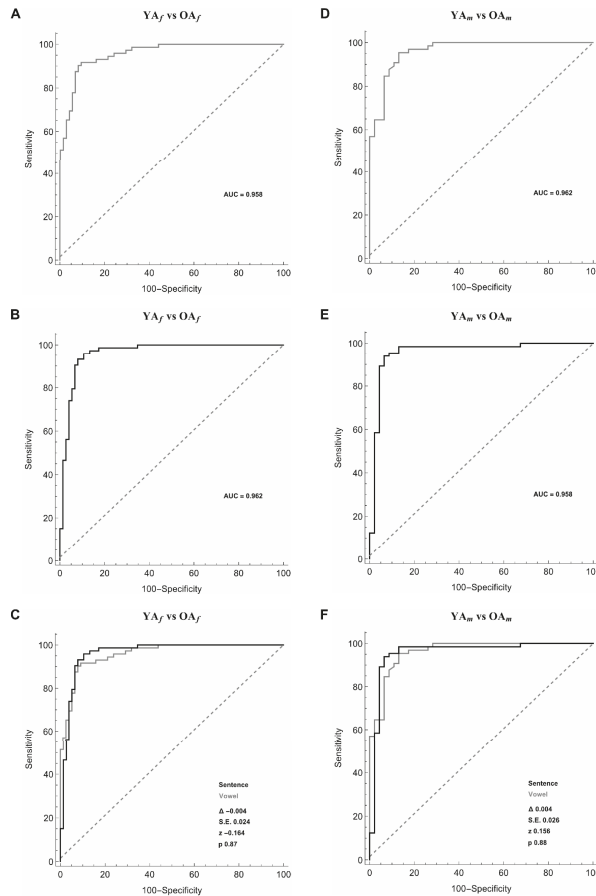 A
YAf vs OAf
100
80
60
40
20
0
Sensitivity
AUC = 0.958
0 20 40 60 80 100
100−Specificity
D
YAm vs OAm
100
80
60
40
20
0
Sensitivity
AUC = 0.962
0 20 40 60 80 100
100−Specificity
B
YAf vs OAf
100
80
60
40
20
0
Sensitivity
AUC = 0.962
0 20 40 60 80 100
100−Specificity
E
YAm vs OAm
100
80
60
40
20
0
Sensitivity
AUC = 0.958
0 20 40 60 80 100
100−Specificity
C
YAf vs OAf
100
80
60
40
20
0
Sensitivity
Sentence
Vowel
Δ −0.004
S.E. 0.024
z −0.164
p 0.87
0 20 40 60 80 100
100−Specificity
F
YAm vs OAm
100
80
60
40
20
0
Sensitivity
Sentence
Vowel
Δ 0.004
S.E. 0.026
z 0.156
p 0.88
0 20 40 60 80 100
100−Specificity